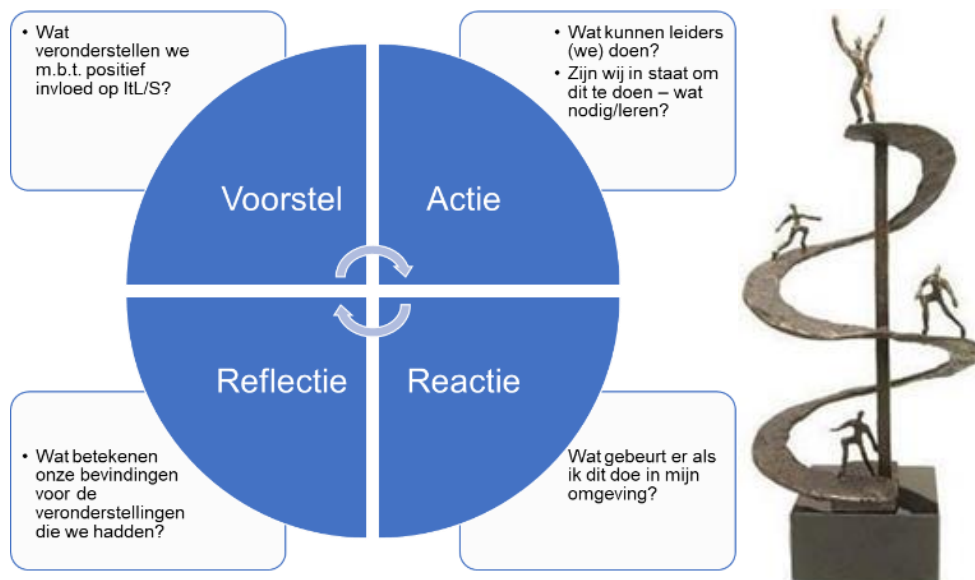 • Wat
veronderstellen we
m.b.t. positief
invloed op ItL/S?
• Wat kunnen leiders
(we) doen?
• Zijn wij in staat om
dit te doen – wat
nodig/leren?
Voorstel
Actie
Reflectie
Reactie
• Wat betekenen
onze bevindingen
voor de
veronderstellingen
die we hadden?
Wat gebeurt er als
ik dit doe in mijn
omgeving?